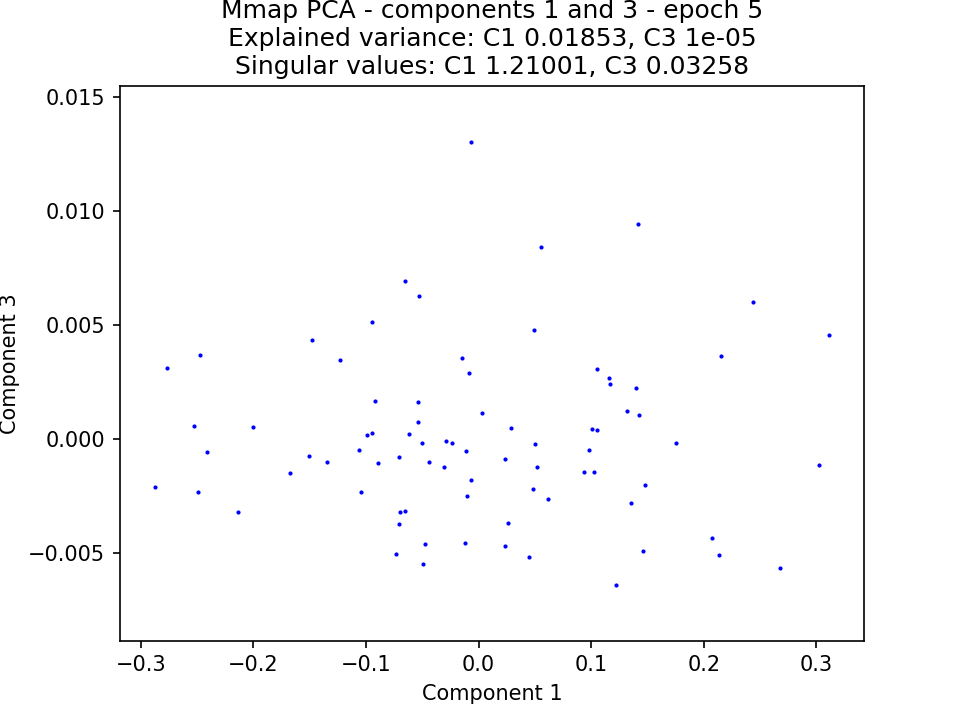 Mmap PCA - components 1 and 3 - epoch 5
Explained variance: C1 0.01853, C3 1e-05
Singular values: C1 1.21001, C3 0.03258
0.015
0.010
0.005
0.000
−0.005
Component 3
−0.3 −0.2 −0.1 0.0 0.1 0.2 0.3
Component 1